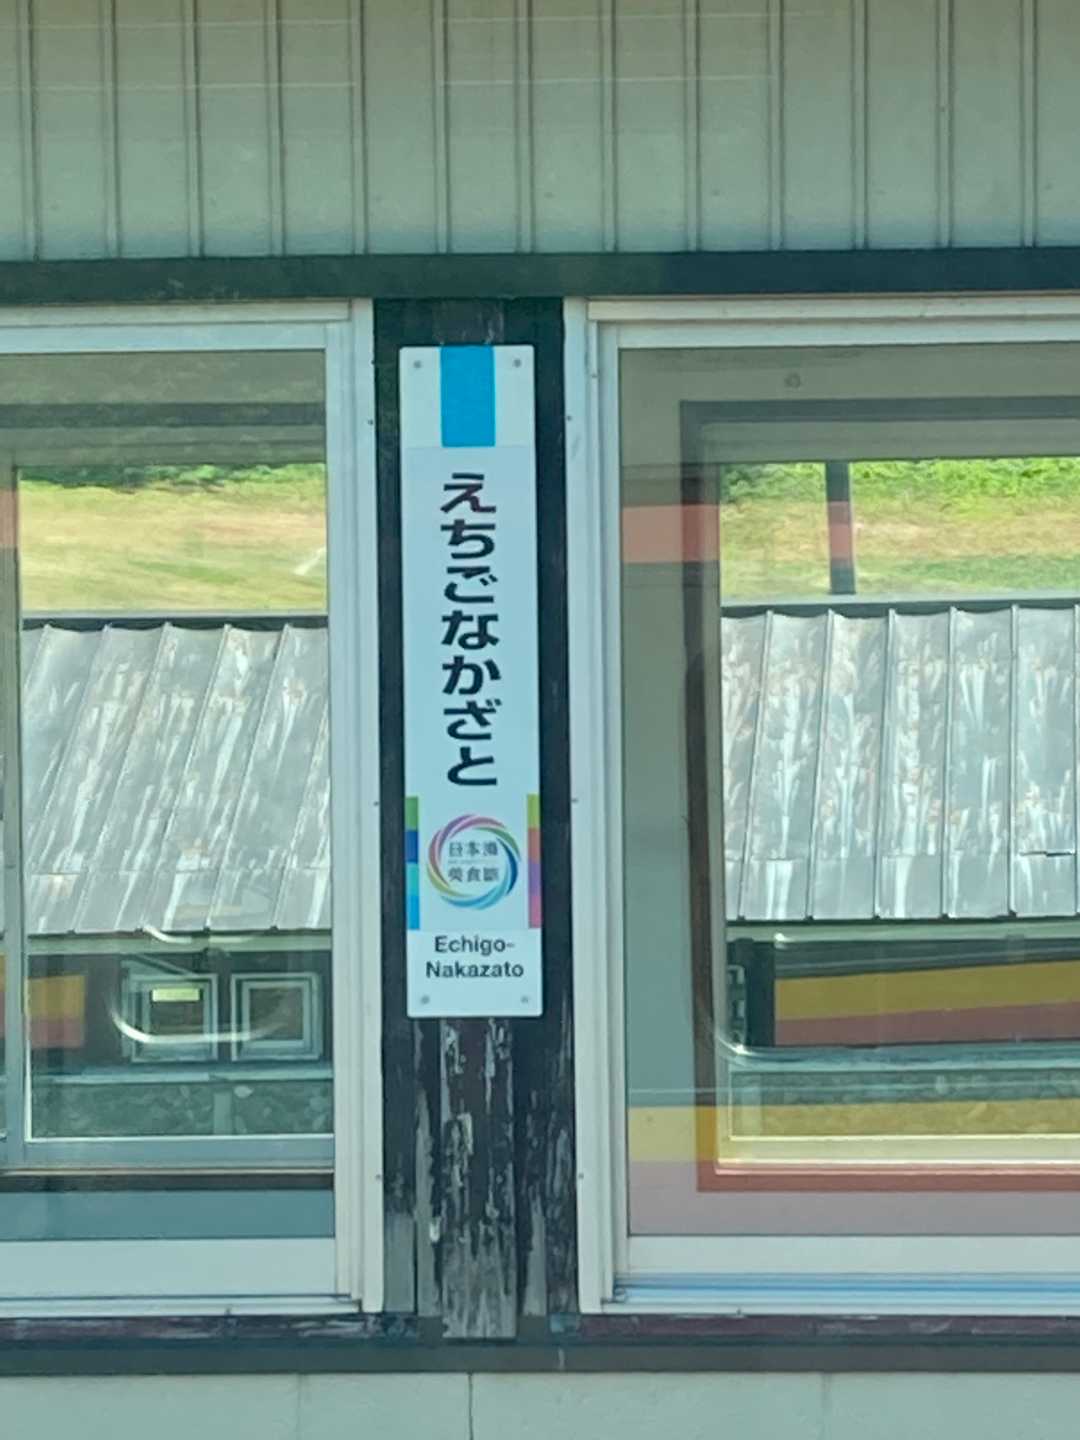 えちごなかざと
日本海
美食旅
Echigo-
Nakazato